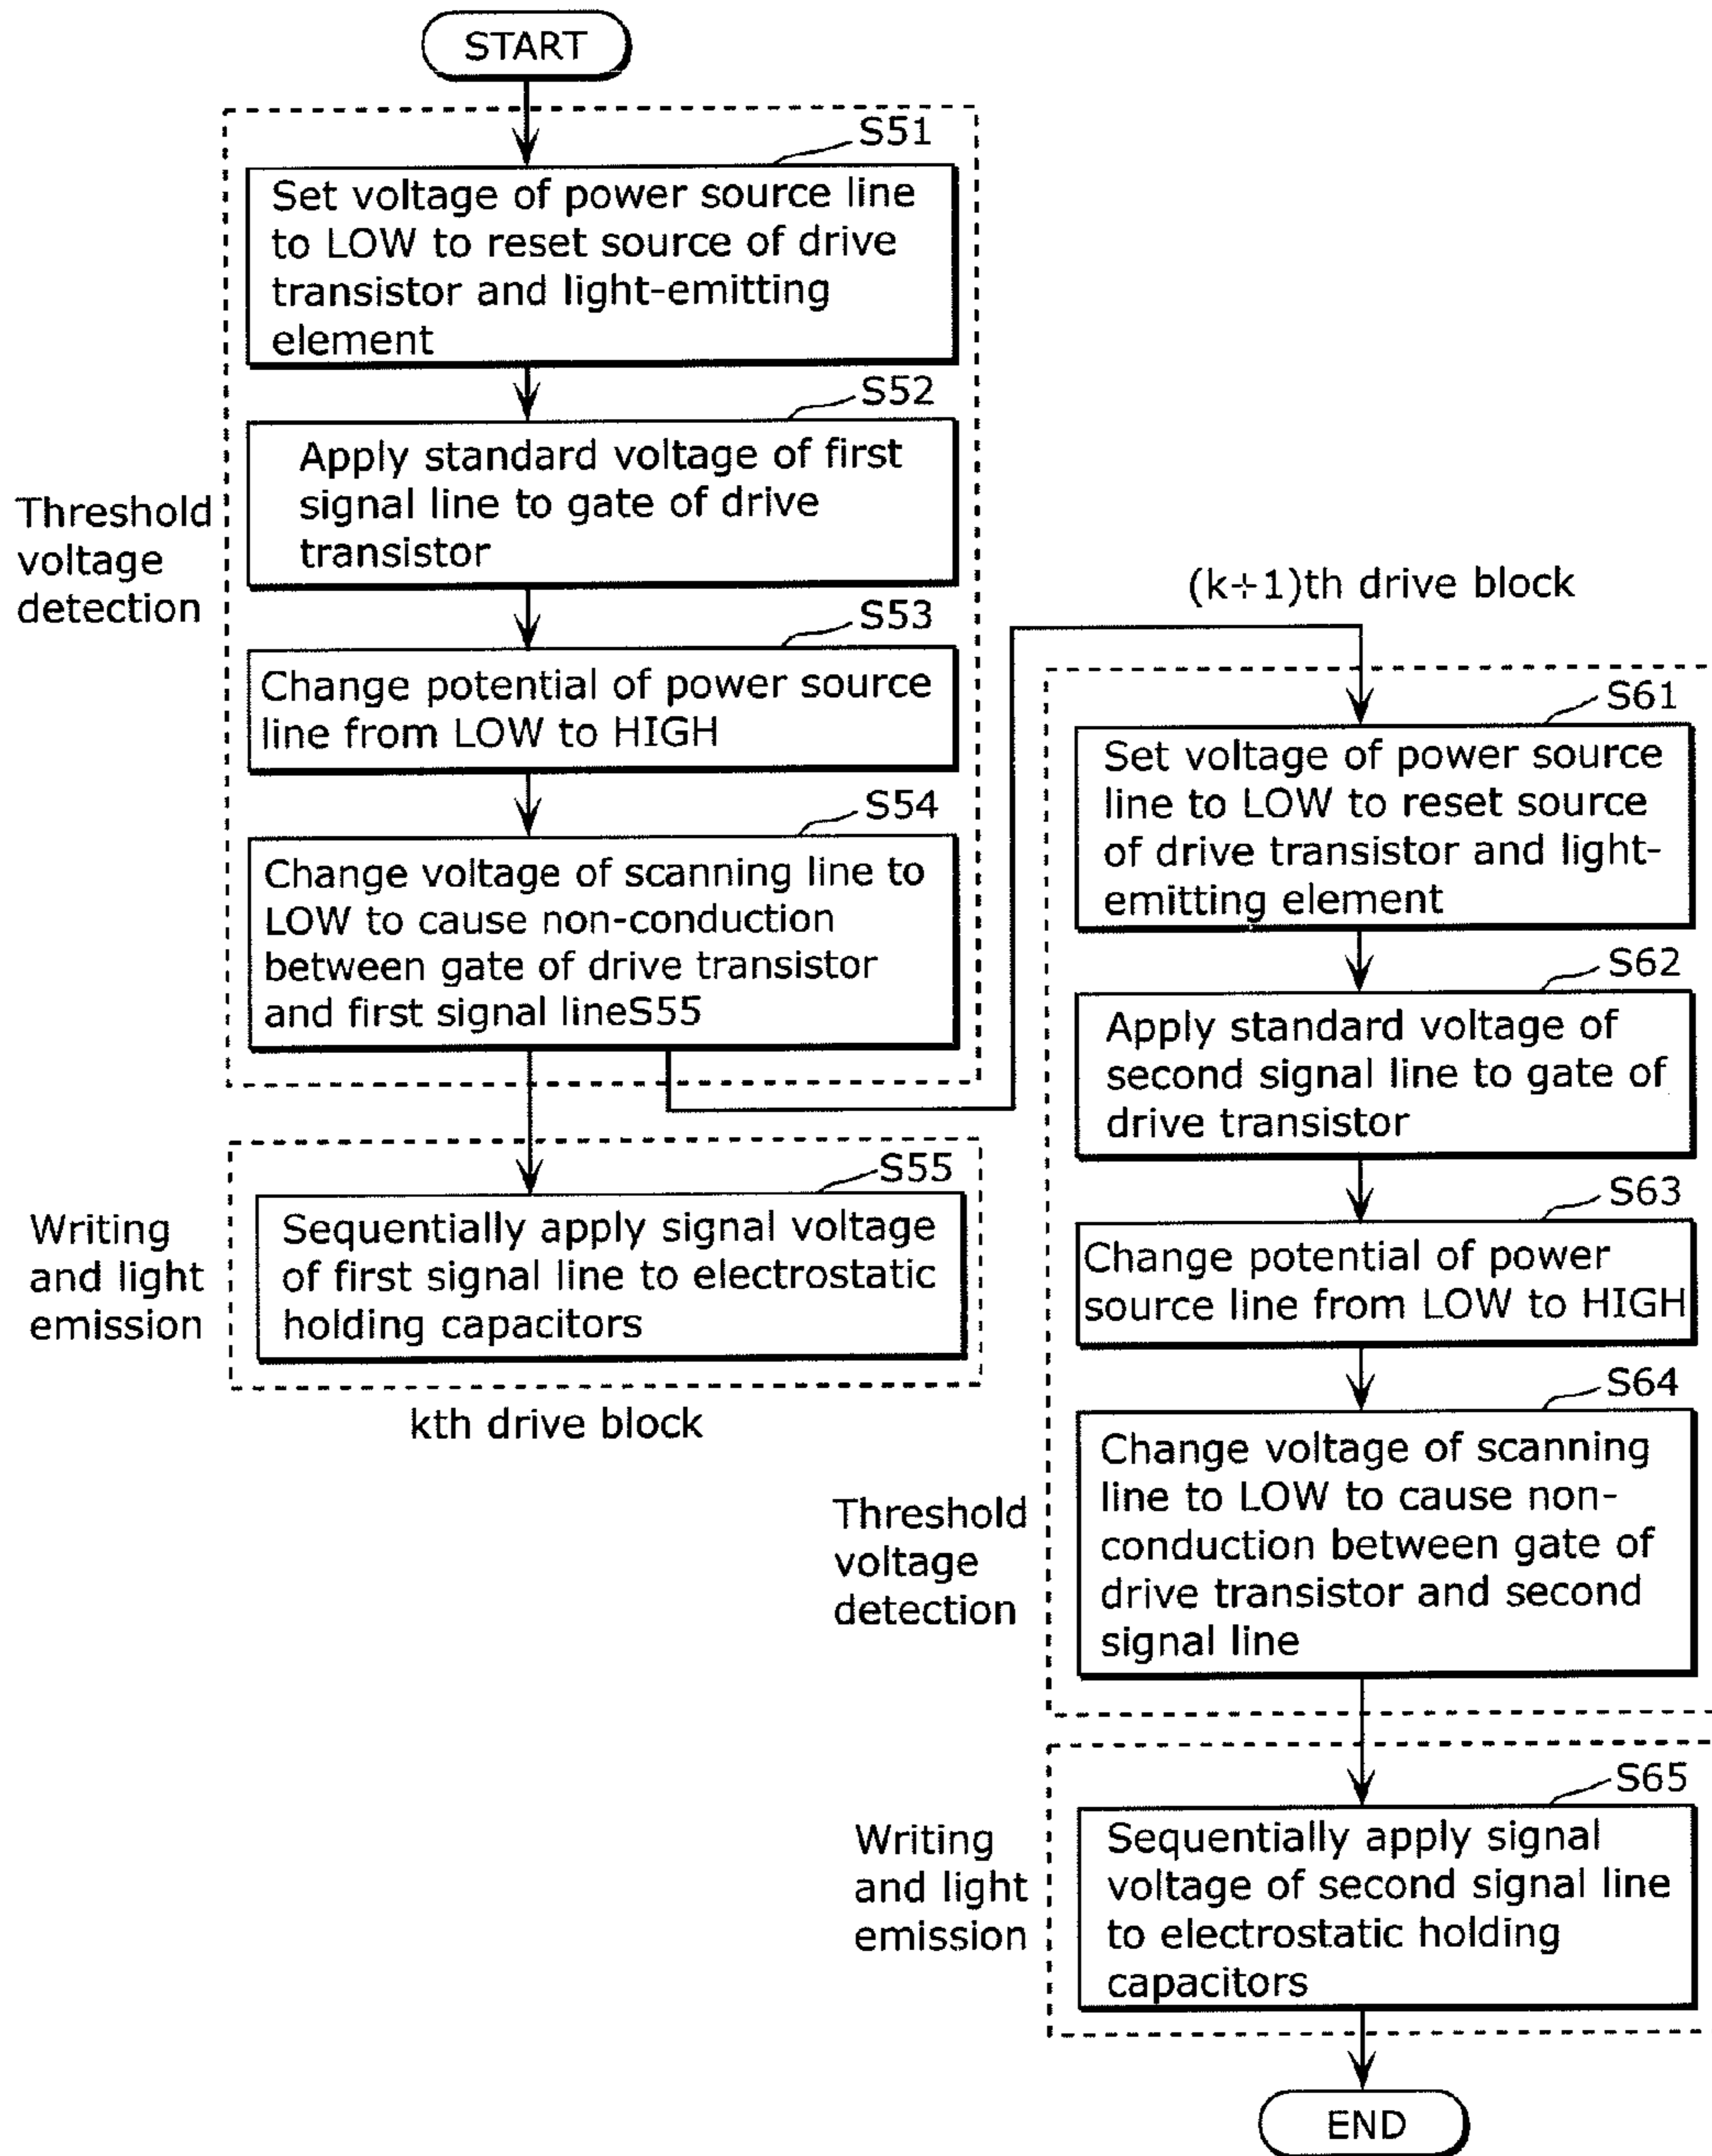 START
S51
Set voltage of power source line
to LOW to reset source of drive
transistor and light-emitting
element
S52
Apply standard voltage of first
signal line to gate of drive
transistor
Threshold
voltage
detection
S53
Change potential of power source
line from LOW to HIGH
S54
Change voltage of scanning line to
LOW to cause non-conduction
between gate of drive transistor
and first signal lineS55
S55
Sequentially apply signal voltage
of first signal line to electrostatic
holding capacitors
Writing
and light
emission
kth drive block
(k+1)th drive block
S61
Set voltage of power source
line to LOW to reset source
of drive transistor and light-
emitting element
S62
Apply standard voltage of
second signal line to gate of
drive transistor
S63
Change potential of power
source line from LOW to HIGH
S64
Change voltage of scanning
line to LOW to cause non-
conduction between gate of
drive transistor and second
signal line
Threshold
voltage
detection
S65
Sequentially apply signal
voltage of second signal line
to electrostatic holding
capacitors
Writing
and light
emission
END